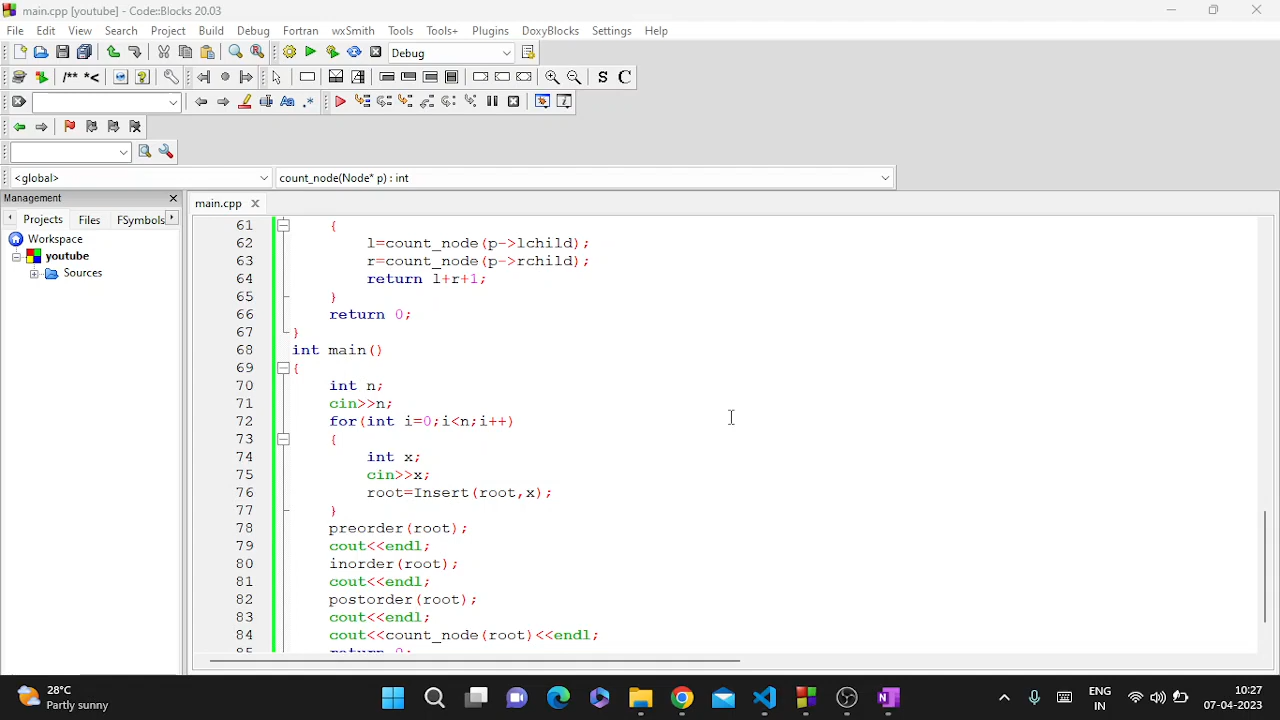 main.cpp [youtube] - Code::Blocks 20.03
File Edit View Search Project Build Debug Fortran wxSmith Tools Tools+ Plugins DoxyBlocks Settings Help
Debug
/** *<
S C
<global>
count_node(Node* p) : int
Management
main.cpp
Projects Files FSymbols
Workspace
youtube
Sources
61 {
62 l=count_node(p->lchild);
63 r=count_node(p->rchild);
64 return l+r+1;
65 }
66 return 0;
67 }
68 int main()
69 {
70 int n;
71 cin>>n;
72 for(int i=0;i<n;i++)
73 {
74 int x;
75 cin>>x;
76 root=Insert(root,x);
77 }
78 preorder(root);
79 cout<<endl;
80 inorder(root);
81 cout<<endl;
82 postorder(root);
83 cout<<endl;
84 cout<<count_node(root)<<endl;
85 return 0;
28°C
Partly sunny
ENG
IN
10:27
07-04-2023